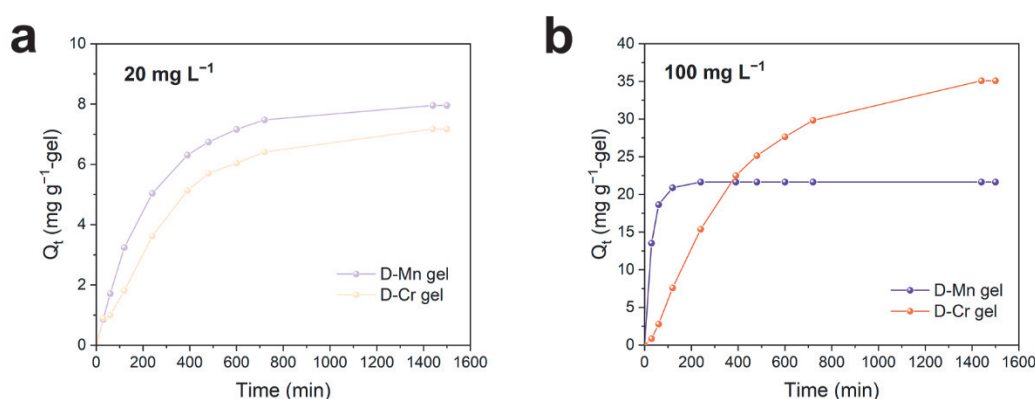 a
20 mg L⁻¹
Qt (mg g⁻¹-gel)
10
8
6
4
2
0
D-Mn gel
D-Cr gel
0 200 400 600 800 1000 1200 1400 1600
Time (min)
b
100 mg L⁻¹
Qt (mg g⁻¹-gel)
40
35
30
25
20
15
10
5
0
D-Mn gel
D-Cr gel
0 200 400 600 800 1000 1200 1400 1600
Time (min)